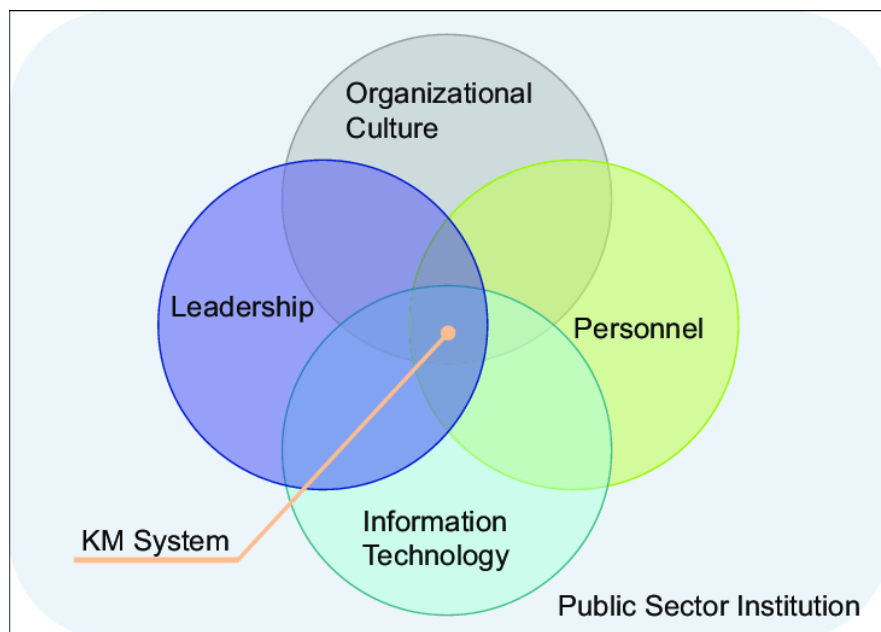 Organizational
Culture
Leadership
Personnel
Information
Technology
KM System
Public Sector Institution